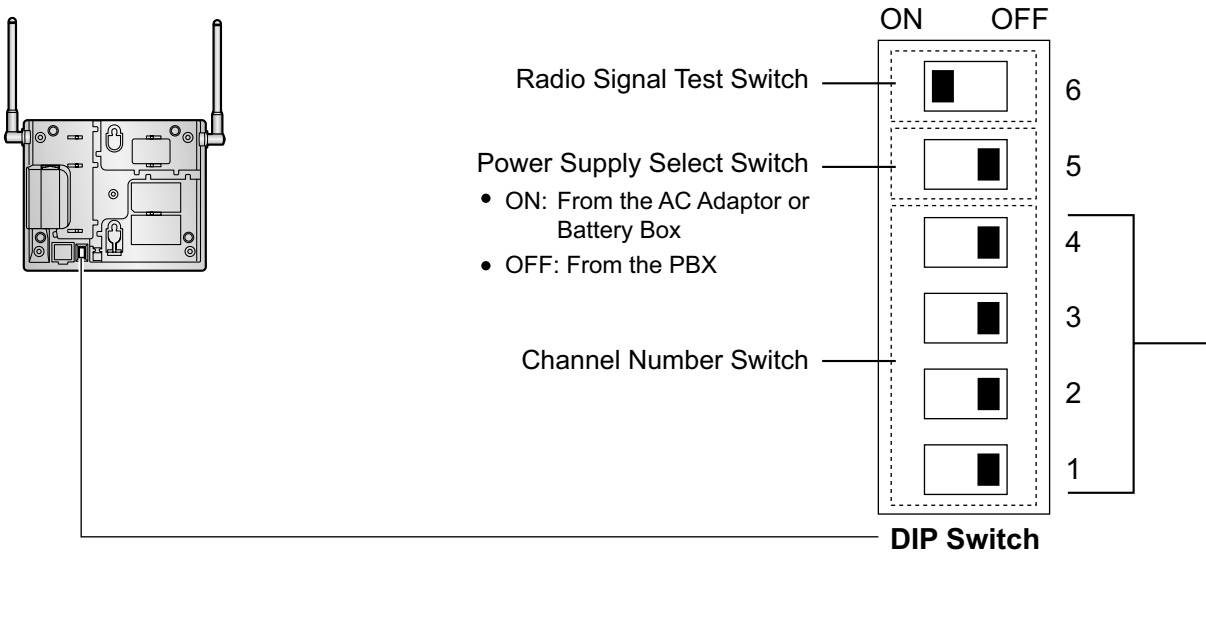 ON OFF
Radio Signal Test Switch
6
Power Supply Select Switch
5
• ON: From the AC Adaptor or
Battery Box
4
• OFF: From the PBX
3
Channel Number Switch
2
1
DIP Switch